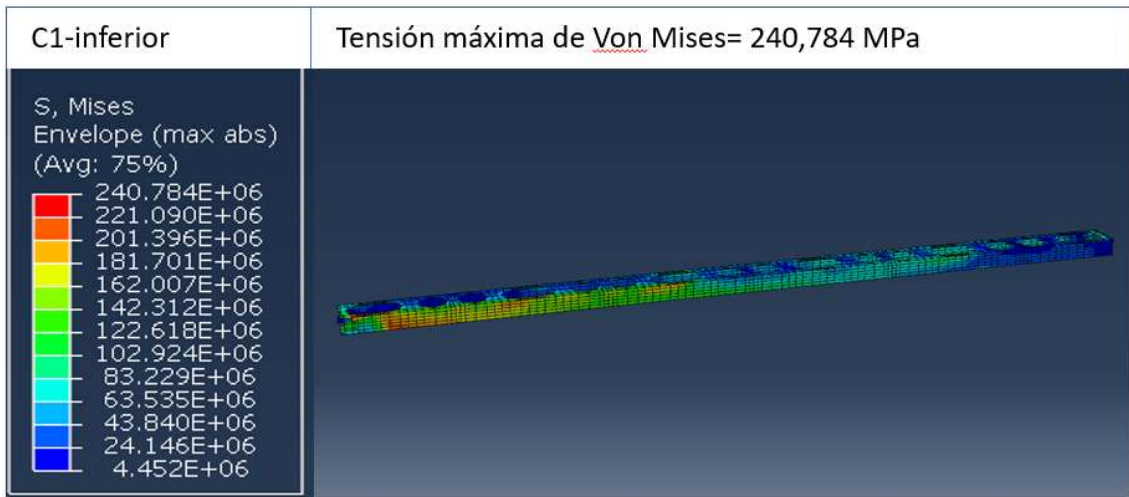 C1-inferior
Tensión máxima de Von Mises= 240,784 MPa
S, Mises
Envelope (max abs)
(Avg: 75%)
240.784E+06
221.090E+06
201.396E+06
181.701E+06
162.007E+06
142.312E+06
122.618E+06
102.924E+06
83.229E+06
63.535E+06
43.840E+06
24.146E+06
4.452E+06